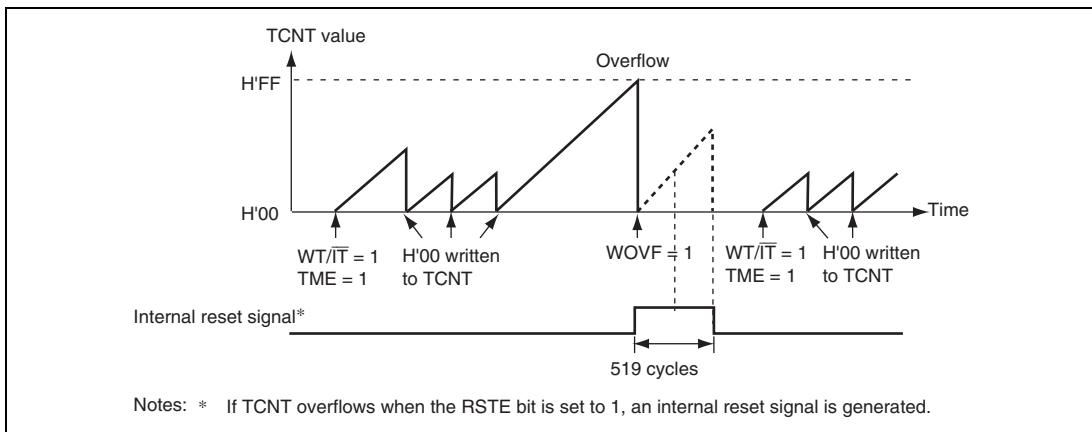 TCNT value
Overflow
H'FF
H'00
Time
WT/I̅T̅ = 1
TME = 1
H'00 written
to TCNT
WOVF = 1
WT/I̅T̅ = 1
TME = 1
H'00 written
to TCNT
Internal reset signal*
519 cycles
Notes: * If TCNT overflows when the RSTE bit is set to 1, an internal reset signal is generated.